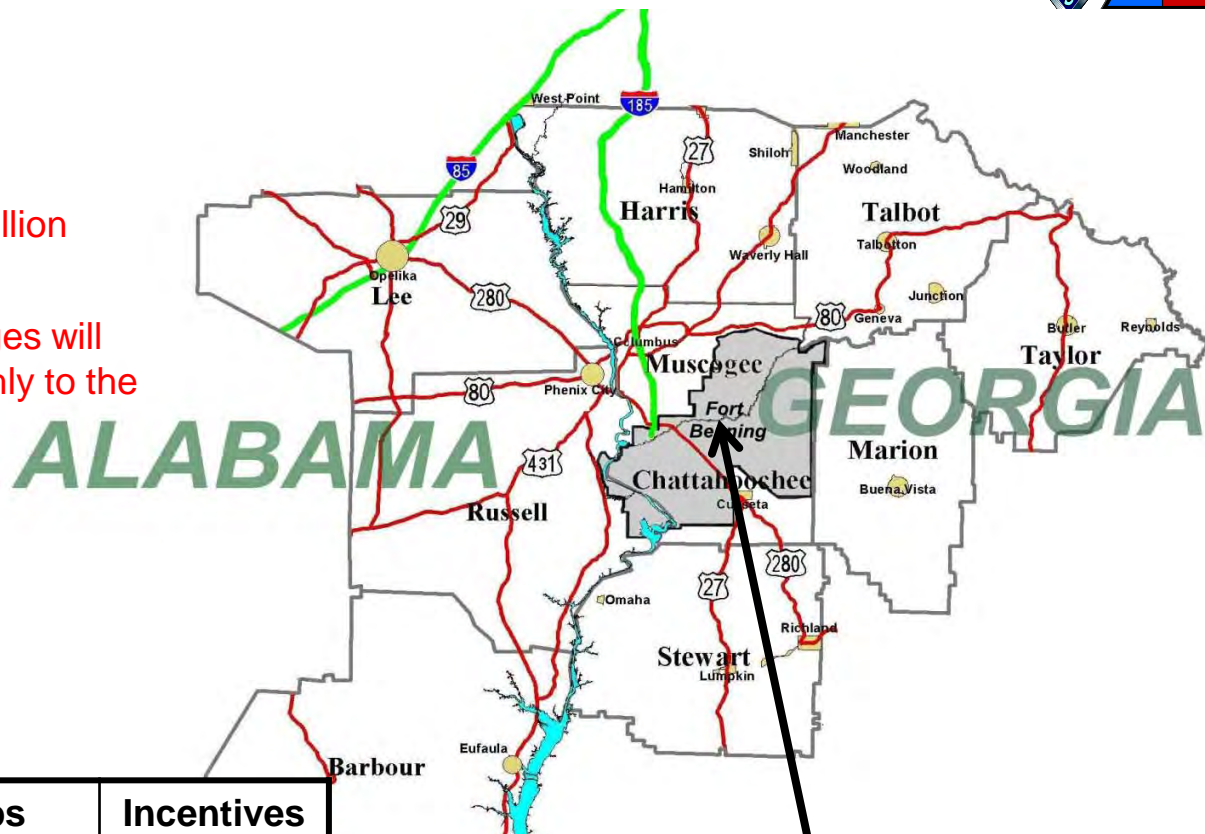 West Point
185
Manchester
27
Shiloh
Woodland
85
Hamilton
Harris
Talbot
llion
29
Talbotton
Waverly Hall
Opelika
Lee
280
Junction
80
Geneva
Butler
Reynolds
ues will
Columbus
Taylor
Muscogee
nly to the
80
Phenix City
GEORGIA
Fort
Benning
ALABAMA
Marion
431
Chattahoochee
Buena Vista
Cusseta
Russell
280
27
Omaha
Richland
Stewart
Lumpkin
Eufaula
Barbour
os
Incentives